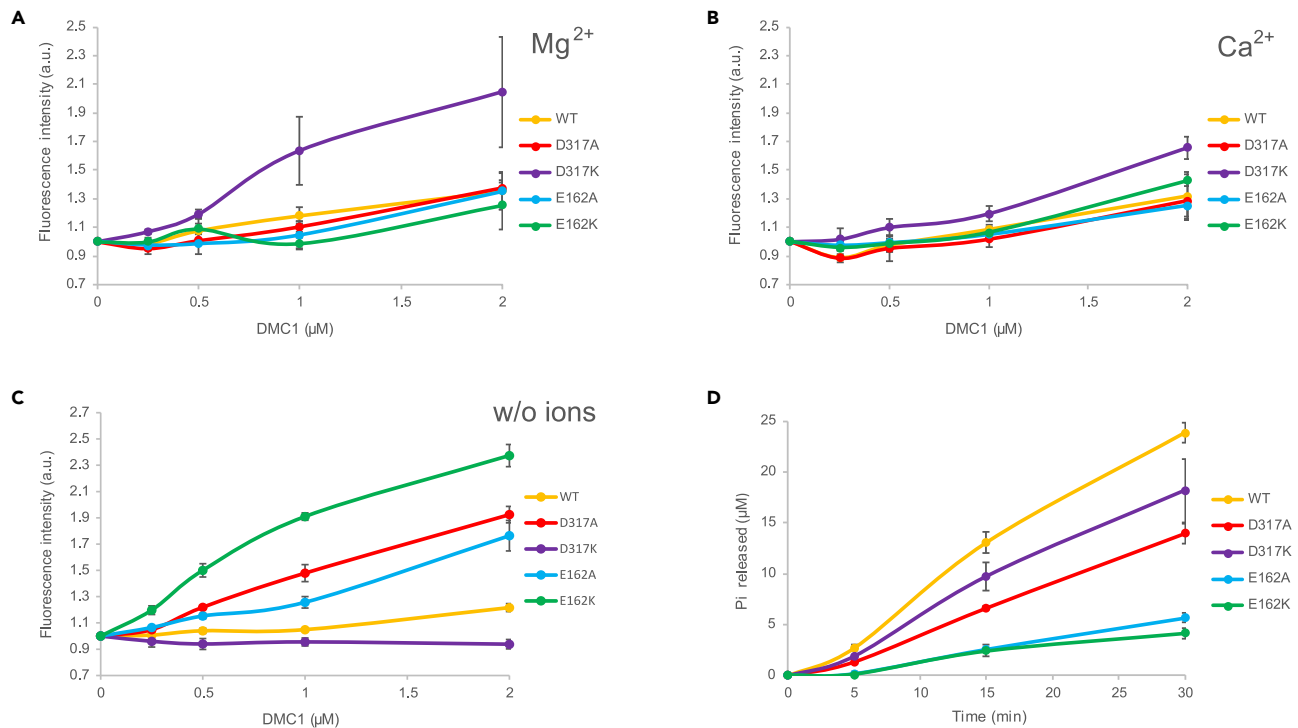 A
Mg2+
Fluorescence intensity (a.u.)
2.5
2.3
2.1
1.9
1.7
1.5
1.3
1.1
0.9
0.7
0
0.5
1
1.5
2
DMC1 (µM)
WT
D317A
D317K
E162A
E162K
B
Ca2+
Fluorescence intensity (a.u.)
2.5
2.3
2.1
1.9
1.7
1.5
1.3
1.1
0.9
0.7
0
0.5
1
1.5
2
DMC1 (µM)
WT
D317A
D317K
E162A
E162K
C
w/o ions
Fluorescence intensity (a.u.)
2.7
2.5
2.3
2.1
1.9
1.7
1.5
1.3
1.1
0.9
0.7
0
0.5
1
1.5
2
DMC1 (µM)
WT
D317A
D317K
E162A
E162K
D
Pi released (µM)
25
20
15
10
5
0
0
5
10
15
20
25
30
Time (min)
WT
D317A
D317K
E162A
E162K